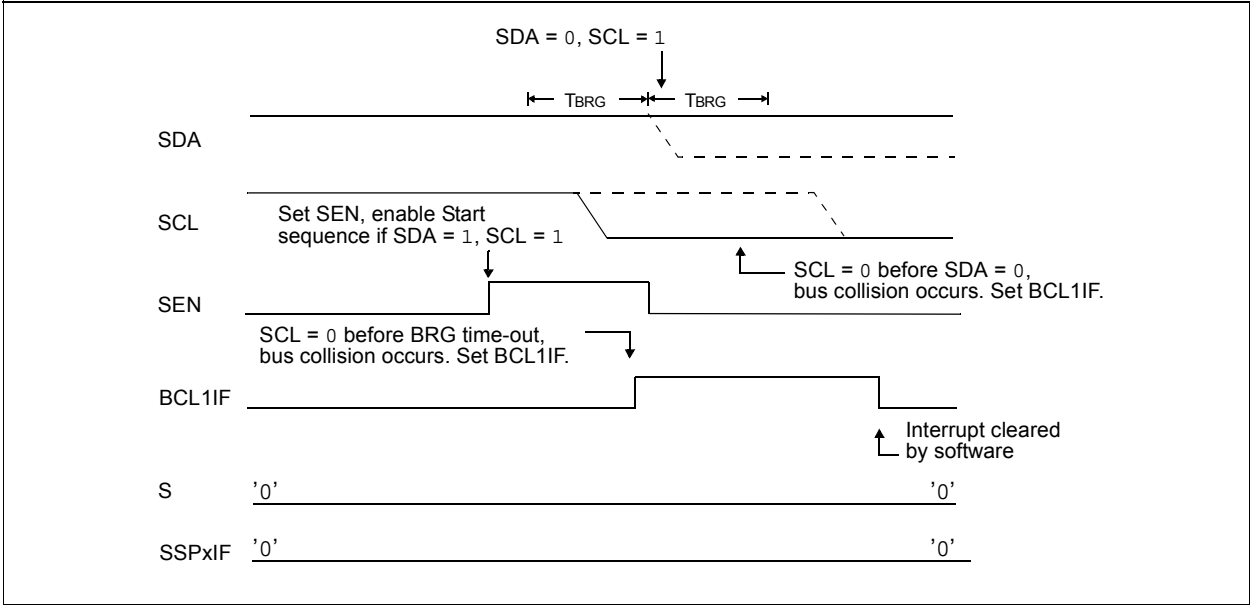 SDA = 0, SCL = 1
TBRG TBRG
SDA
SCL
Set SEN, enable Start
sequence if SDA = 1, SCL = 1
SCL = 0 before SDA = 0,
bus collision occurs. Set BCL1IF.
SEN
SCL = 0 before BRG time-out,
bus collision occurs. Set BCL1IF.
BCL1IF
Interrupt cleared
by software
S '0' '0'
SSPxIF '0' '0'